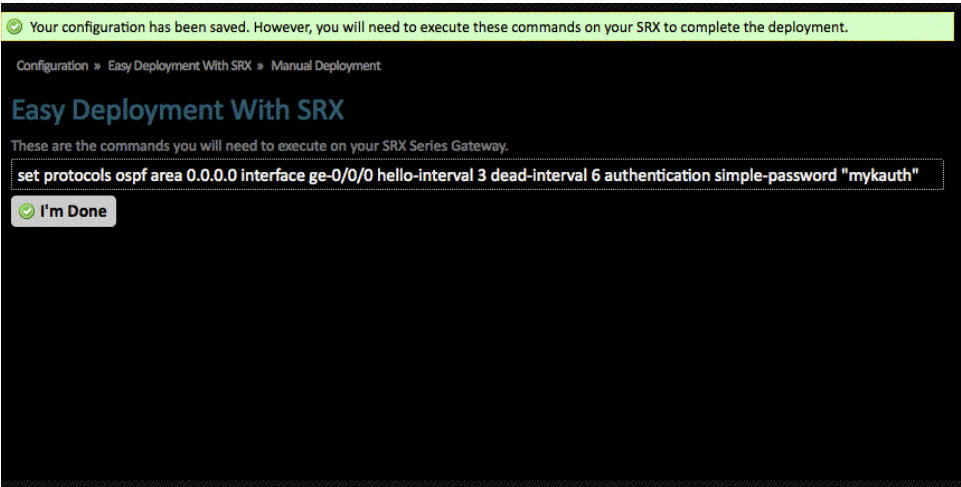 Your configuration has been saved. However, you will need to execute these commands on your SRX to complete the deployment.
Configuration » Easy Deployment With SRX » Manual Deployment
Easy Deployment With SRX
These are the commands you will need to execute on your SRX Series Gateway.
set protocols ospf area 0.0.0.0 interface ge-0/0/0 hello-interval 3 dead-interval 6 authentication simple-password "mykauth"
I'm Done